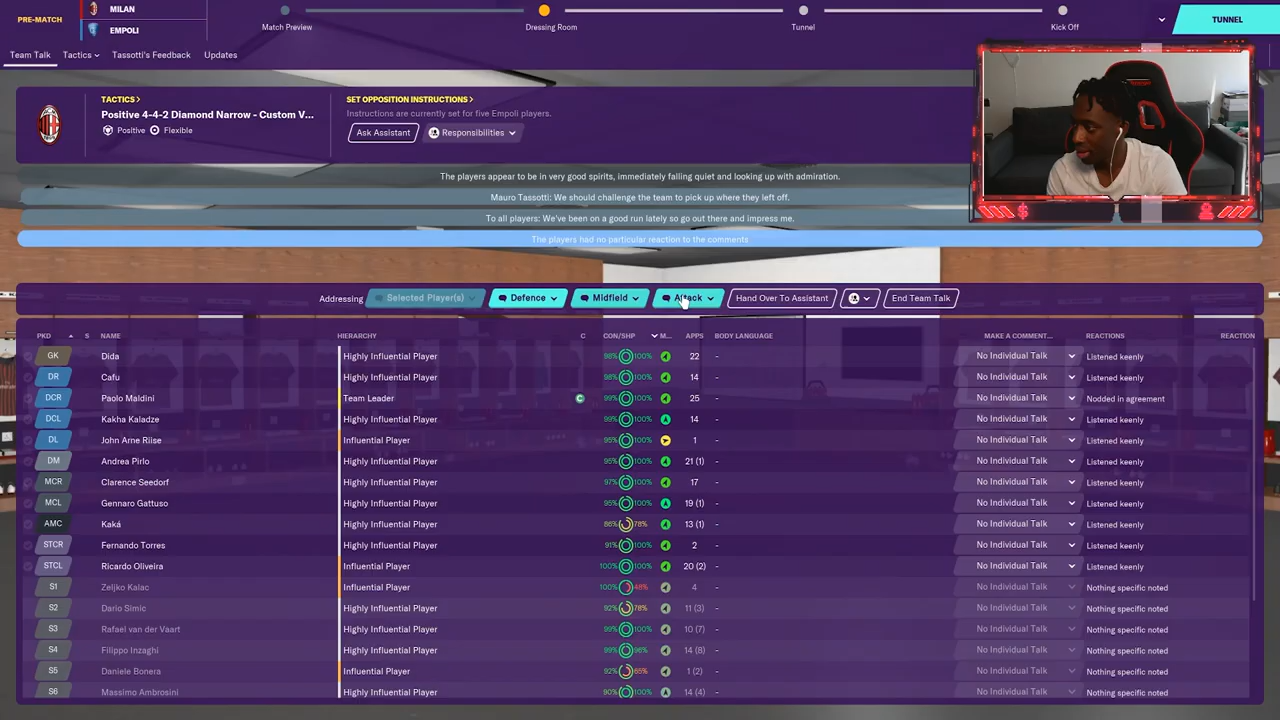 PRE-MATCH
MILAN
EMPOLI
Match Preview
Dressing Room
Tunnel
Kick Off
TUNNEL
Team Talk
Tactics
Tassotti's Feedback
Updates
TACTICS >
Positive 4-4-2 Diamond Narrow - Custom V...
Positive Flexible
SET OPPOSITION INSTRUCTIONS >
Instructions are currently set for five Empoli players.
Ask Assistant
Responsibilities
The players appear to be in very good spirits, immediately falling quiet and looking up with admiration.
Mauro Tassotti: We should challenge the team to pick up where they left off.
To all players: We've been on a good run lately so go out there and impress me.
The players had no particular reaction to the comments
Addressing Selected Player(s) Defence Midfield Attack Hand Over To Assistant End Team Talk
PKD S NAME HIERARCHY C CON/SHP M... APPS BODY LANGUAGE MAKE A COMMENT... REACTIONS REACTION
GK Dida Highly Influential Player 98% 100% 22 - No Individual Talk Listened keenly
DR Cafu Highly Influential Player 98% 100% 14 - No Individual Talk Listened keenly
DCR Paolo Maldini Team Leader C 99% 100% 25 - No Individual Talk Nodded in agreement
DCL Kakha Kaladze Highly Influential Player 99% 100% 14 - No Individual Talk Listened keenly
DL John Arne Riise Influential Player 95% 100% 1 - No Individual Talk Listened keenly
DM Andrea Pirlo Highly Influential Player 95% 100% 21 (1) - No Individual Talk Listened keenly
MCR Clarence Seedorf Highly Influential Player 97% 100% 17 - No Individual Talk Listened keenly
MCL Gennaro Gattuso Highly Influential Player 95% 100% 19 (1) - No Individual Talk Listened keenly
AMC Kaká Highly Influential Player 86% 78% 13 (1) - No Individual Talk Listened keenly
STCR Fernando Torres Highly Influential Player 91% 100% 2 - No Individual Talk Listened keenly
STCL Ricardo Oliveira Influential Player 100% 100% 20 (2) - No Individual Talk Listened keenly
S1 Zeljko Kalac Influential Player 100% 48% 4 - No Individual Talk Nothing specific noted
S2 Dario Simic Highly Influential Player 92% 78% 11 (3) - No Individual Talk Nothing specific noted
S3 Rafael van der Vaart Highly Influential Player 99% 100% 10 (7) - No Individual Talk Nothing specific noted
S4 Filippo Inzaghi Highly Influential Player 99% 96% 14 (8) - No Individual Talk Nothing specific noted
S5 Daniele Bonera Influential Player 92% 65% 1 (2) - No Individual Talk Nothing specific noted
S6 Massimo Ambrosini Highly Influential Player 90% 100% 14 (4) - No Individual Talk Nothing specific noted